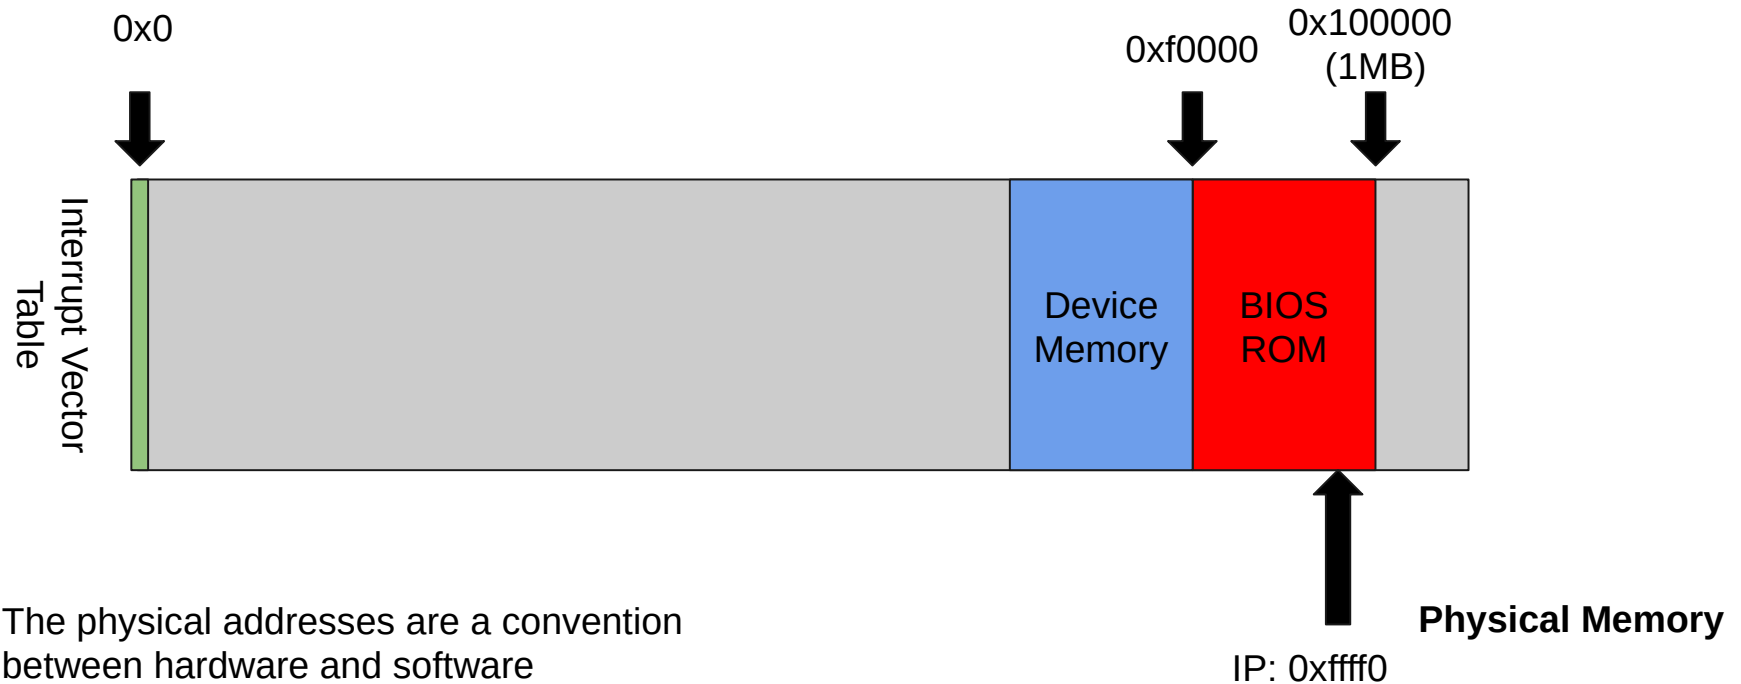 0x0
0xf0000
0x100000
(1MB)
Interrupt Vector
Table
Device
Memory
BIOS
ROM
The physical addresses are a convention
between hardware and software
Physical Memory
IP: 0xffff0